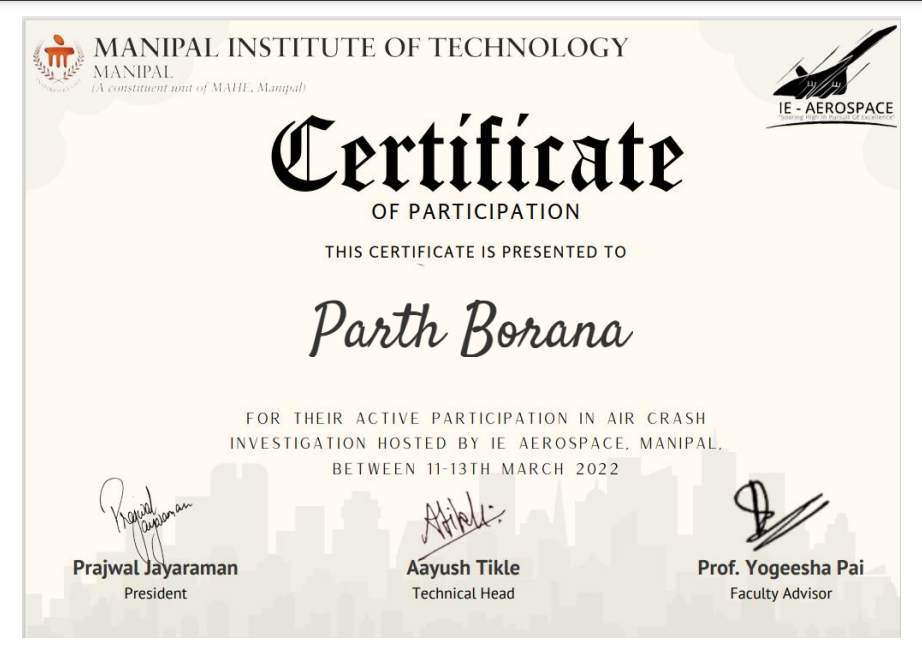 MANIPAL INSTITUTE OF TECHNOLOGY
MANIPAL
(A constituent unit of MAHE, Manipal)
IE - AEROSPACE
"Soaring High In Pursuit Of Excellence"
Certificate
OF PARTICIPATION
THIS CERTIFICATE IS PRESENTED TO
Parth Borana
FOR THEIR ACTIVE PARTICIPATION IN AIR CRASH
INVESTIGATION HOSTED BY IE AEROSPACE, MANIPAL,
BETWEEN 11-13TH MARCH 2022
Prajwal Jayaraman
Prajwal Jayaraman
Aayush Tikle
Prof. Yogeesha Pai
President
Technical Head
Faculty Advisor